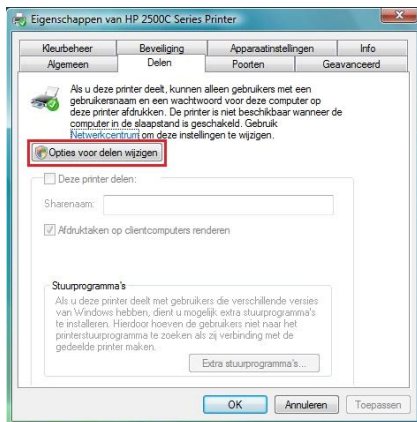 Eigenschappen van HP 2500C Series Printer
Kleurbeheer Beveiliging Apparaatinstellingen Info
Algemeen Delen Poorten Geavanceerd
Als u deze printer deelt, kunnen alleen gebruikers met een
gebruikersnaam en een wachtwoord voor deze computer op
deze printer afdrukken. De printer is niet beschikbaar wanneer de
computer in de slaapstand is geschakeld. Gebruik
Netwerkcentrum om deze instellingen te wijzigen.
Opties voor delen wijzigen
Deze printer delen:
Sharenaam:
Afdruktaken op clientcomputers renderen
Stuurprogramma's
Als u deze printer deelt met gebruikers die verschillende versies
van Windows hebben, dient u mogelijk extra stuurprogramma's
te installeren. Hierdoor hoeven de gebruikers niet naar het
printerstuurprogramma te zoeken als zij verbinding met de
gedeelde printer maken.
Extra stuurprogramma's...
OK Annuleren Toepassen